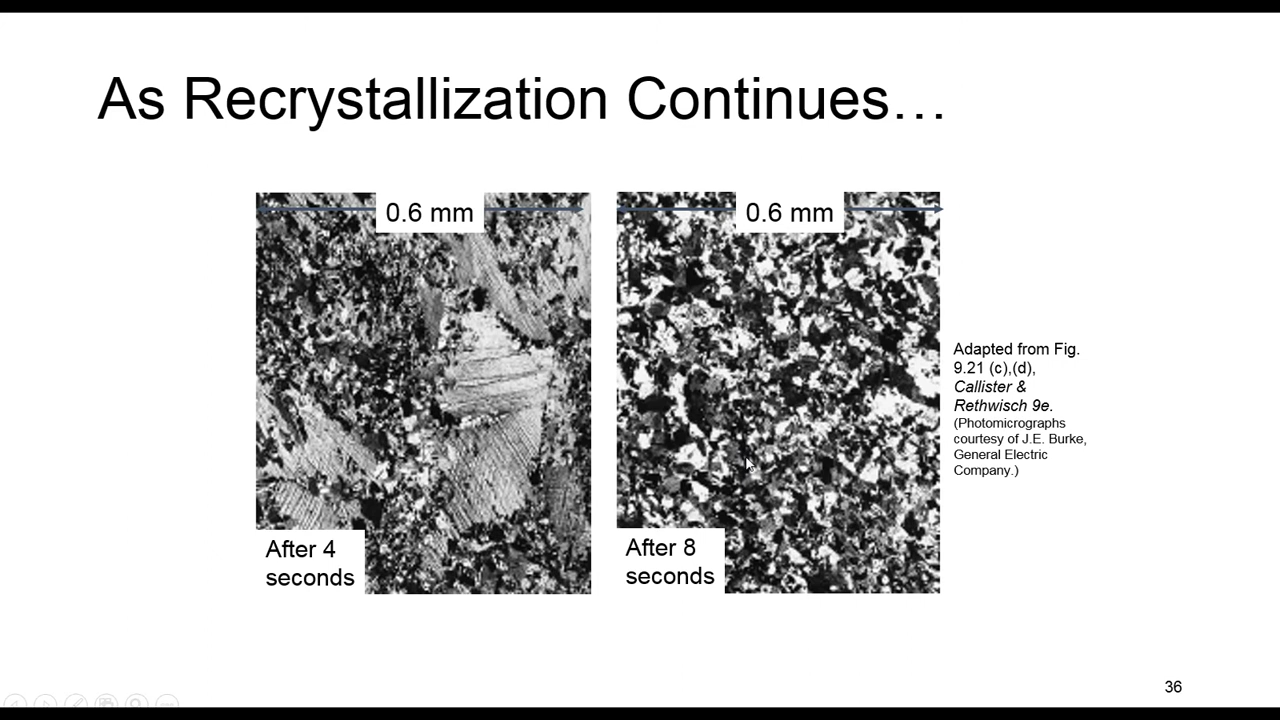 As Recrystallization Continues…
0.6 mm
0.6 mm
After 4
seconds
After 8
seconds
Adapted from Fig.
9.21 (c),(d),
Callister &
Rethwisch 9e.
(Photomicrographs
courtesy of J.E. Burke,
General Electric
Company.)
36